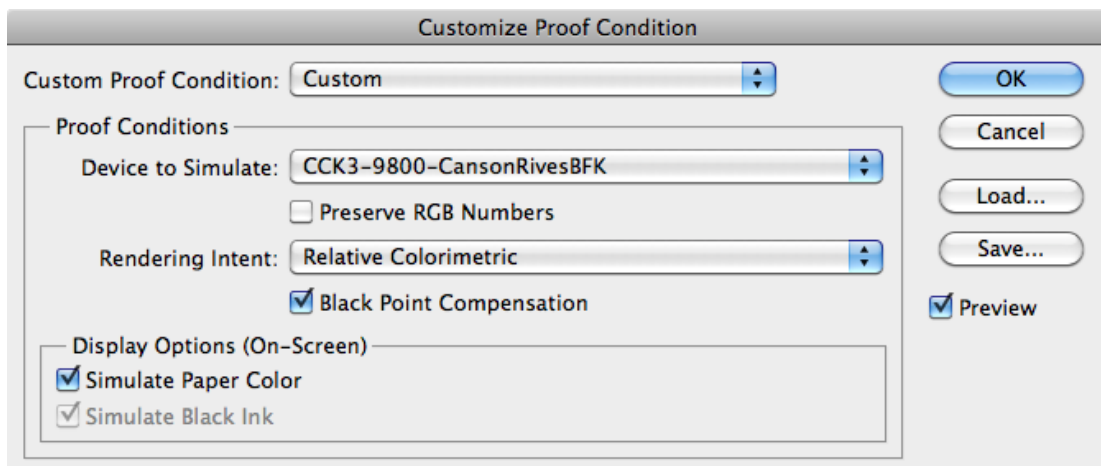 Customize Proof Condition
Custom Proof Condition: Custom
OK
Proof Conditions
Cancel
Device to Simulate: CCK3-9800-CansonRivesBFK
Preserve RGB Numbers
Load...
Rendering Intent: Relative Colorimetric
Save...
Black Point Compensation
Preview
Display Options (On-Screen)
Simulate Paper Color
Simulate Black Ink